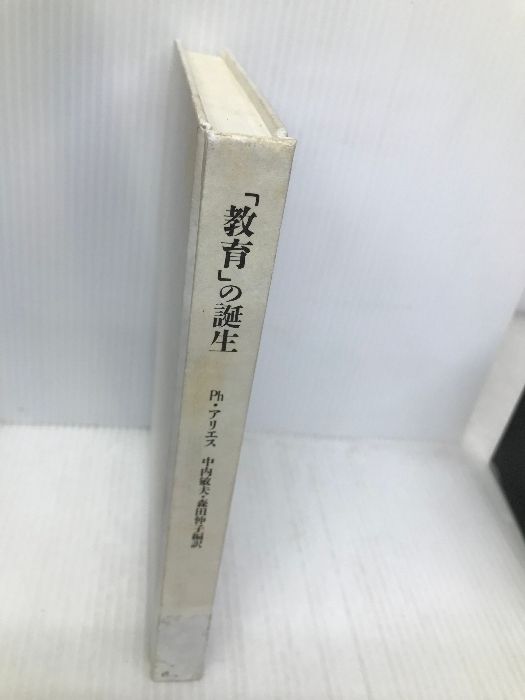 「教育」の誕生
Ph・アリエス 中内敏夫・森田伸子編訳